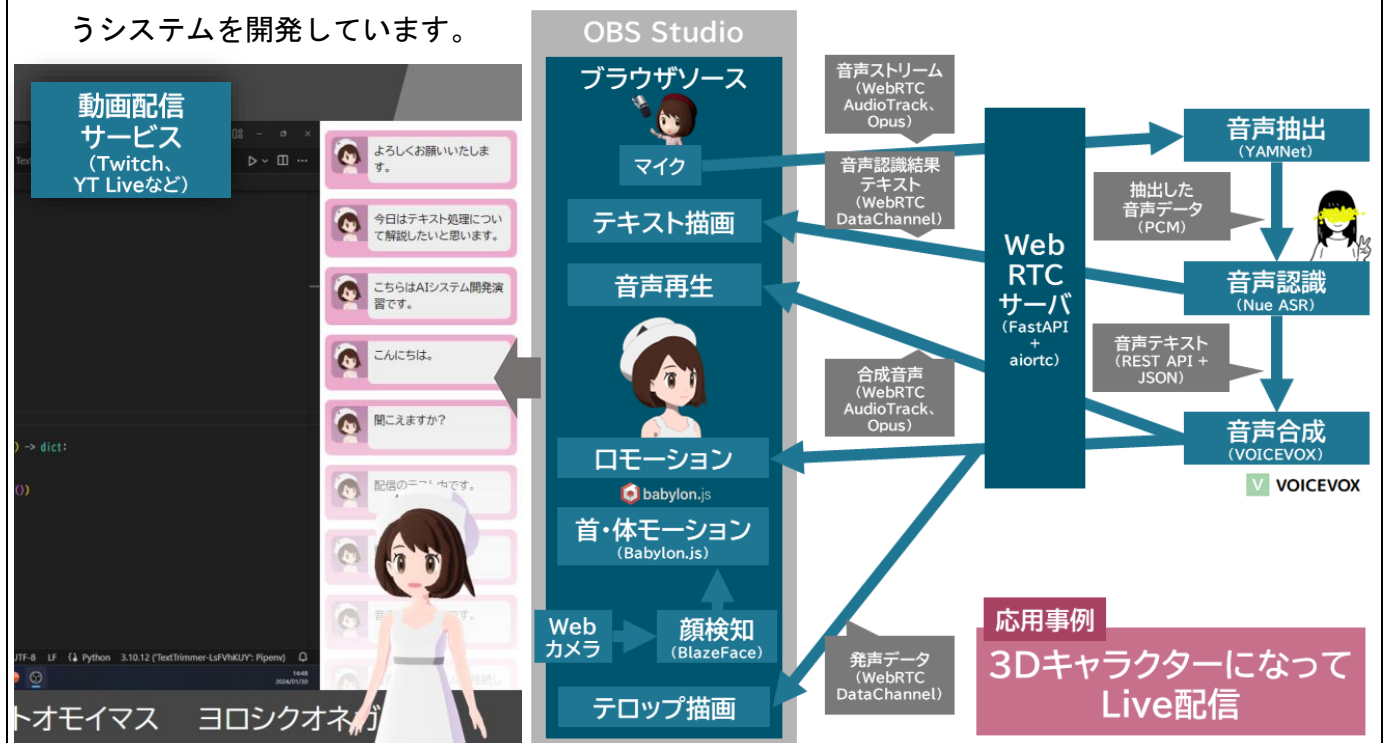 うシステムを開発しています。
動画配信
サービス
(Twitch、
YT Liveなど)
よろしくお願いいたしま
す。
今日はテキスト処理につい
て解説したいと思います。
こちらはAIシステム開発演
習です。
こんにちは。
聞こえますか?
) -> dict:
())
UTF-8 LF Python 3.10.12 ('TextTrimmer-LsFVhKUY': Pipenv)
14:48
2024/01/30
トオモイマス ヨロシクオネガ
OBS Studio
ブラウザソース
マイク
テキスト描画
音声再生
口モーション
babylon.js
首・体モーション
(Babylon.js)
Web
カメラ
顔検知
(BlazeFace)
テロップ描画
音声ストリーム
(WebRTC
AudioTrack、
Opus)
音声認識結果
テキスト
(WebRTC
DataChannel)
合成音声
(WebRTC
AudioTrack、
Opus)
発声データ
(WebRTC
DataChannel)
Web
RTC
サーバ
(FastAPI
+
aiortc)
音声抽出
(YAMNet)
抽出した
音声データ
(PCM)
音声認識
(Nue ASR)
音声テキスト
(REST API +
JSON)
音声合成
(VOICEVOX)
V VOICEVOX
応用事例
3Dキャラクターになって
Live配信